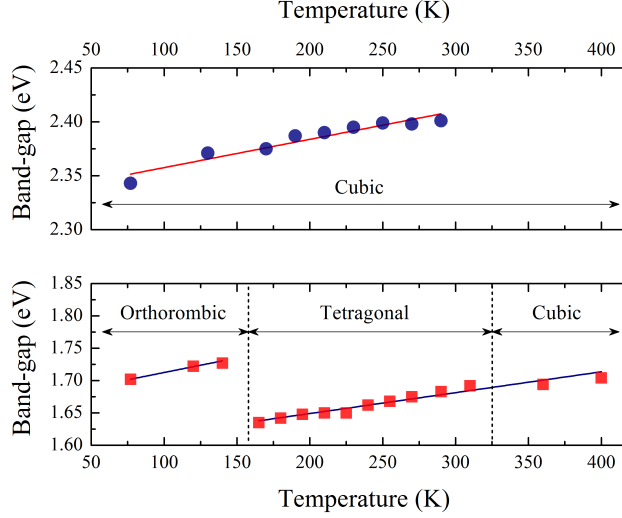 Temperature (K)
50 100 150 200 250 300 350 400
Band-gap (eV)
2.45
2.40
2.35
2.30
Cubic
Band-gap (eV)
1.85
1.80
1.75
1.70
1.65
1.60
Orthorombic Tetragonal Cubic
50 100 150 200 250 300 350 400
Temperature (K)